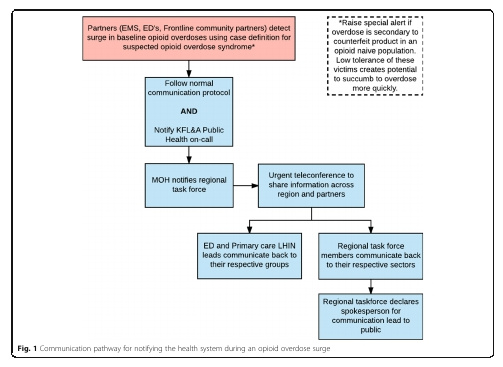 Partners (EMS, ED's, Frontline community partners) detect
surge in baseline opioid overdoses using case definition for
suspected opioid overdose syndrome*
*Raise special alert if
overdose is secondary to
counterfeit product in an
opioid naive population.
Low tolerance of these
victims creates potential
to succumb to overdose
more quickly.
Follow normal
communication protocol
AND
Notify KFL&A Public
Health on-call
MOH notifies regional
task force
Urgent teleconference to
share information across
region and partners
ED and Primary care LHIN
leads communicate back to
their respective groups
Regional task force
members communicate back
to their respective sectors
Regional taskforce declares
spokesperson for
communication lead to
public
Fig. 1 Communication pathway for notifying the health system during an opioid overdose surge